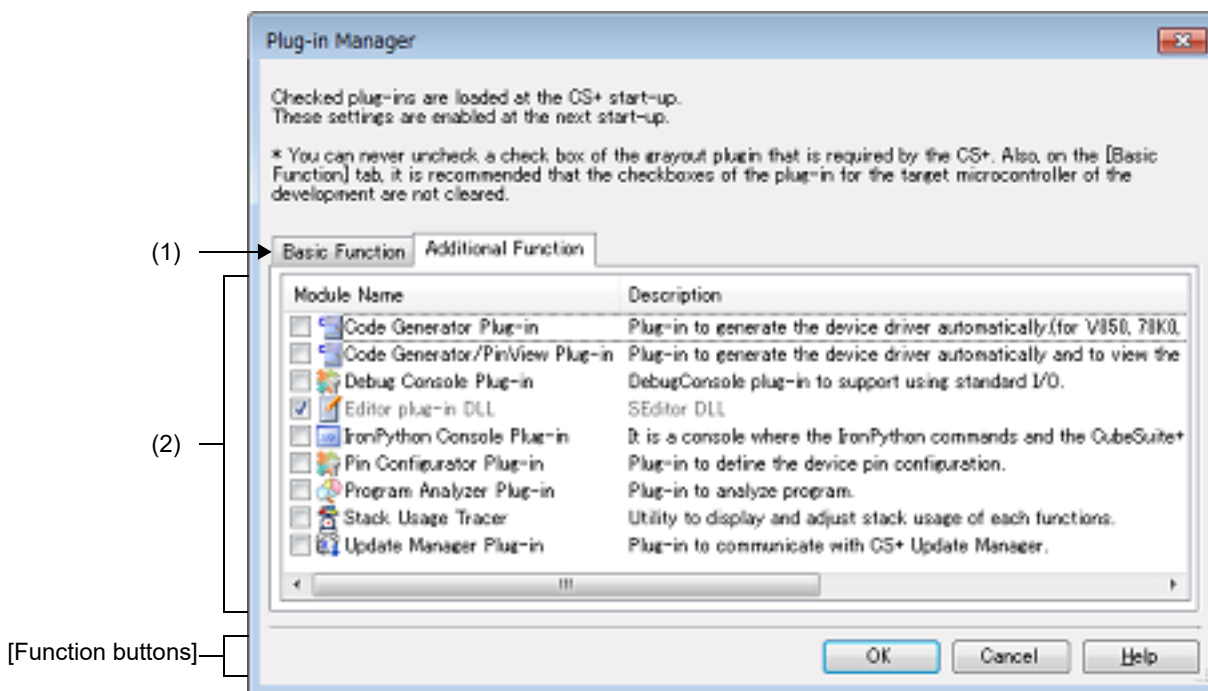 Plug-in Manager
Checked plug-ins are loaded at the CS+ start-up.
These settings are enabled at the next start-up.
* You can never uncheck a check box of the grayout plugin that is required by the CS+. Also, on the [Basic
Function] tab, it is recommended that the checkboxes of the plug-in for the target microcontroller of the
development are not cleared.
(1)
Basic Function Additional Function
Module Name Description
Code Generator Plug-in Plug-in to generate the device driver automatically.(for V850, 78K0,
Code Generator/PinView Plug-in Plug-in to generate the device driver automatically and to view the
Debug Console Plug-in DebugConsole plug-in to support using standard I/O.
Editor plug-in DLL SEditor DLL
(2)
IronPython Console Plug-in It is a console where the IronPython commands and the CubeSuite+
Pin Configurator Plug-in Plug-in to define the device pin configuration.
Program Analyzer Plug-in Plug-in to analyze program.
Stack Usage Tracer Utility to display and adjust stack usage of each functions.
Update Manager Plug-in Plug-in to communicate with CS+ Update Manager.
[Function buttons]
OK Cancel Help